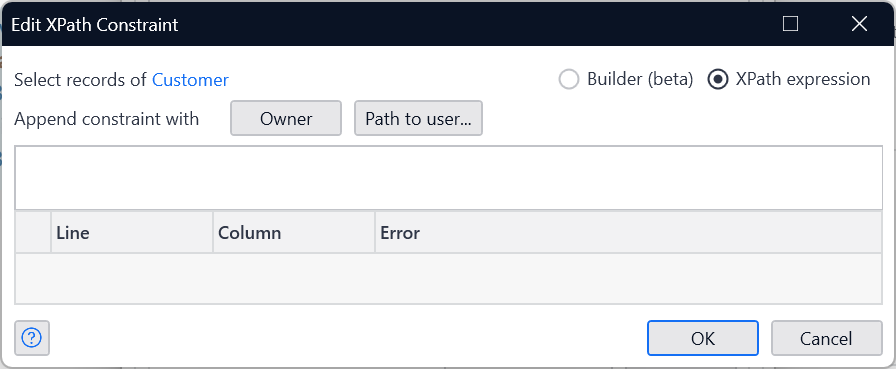 Edit XPath Constraint
Select records of Customer
Builder (beta)
XPath expression
Append constraint with
Owner
Path to user...
Line
Column
Error
?
OK
Cancel